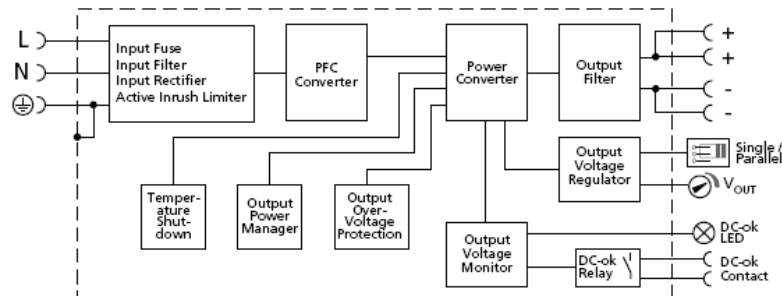 L
N
Input Fuse
Input Filter
Input Rectifier
Active Inrush Limiter
PFC
Converter
Power
Converter
Output
Filter
+
+
-
-
Output
Voltage
Regulator
Single /
Parallel
VOUT
Temper-
ature
Shut-
down
Output
Power
Manager
Output
Over-
Voltage
Protection
Output
Voltage
Monitor
DC-ok
LED
DC-ok
Relay
DC-ok
Contact